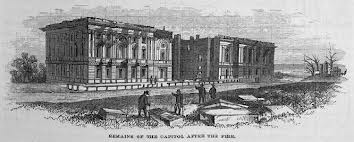 REMAINS OF THE CAPITOL AFTER THE FIRE.